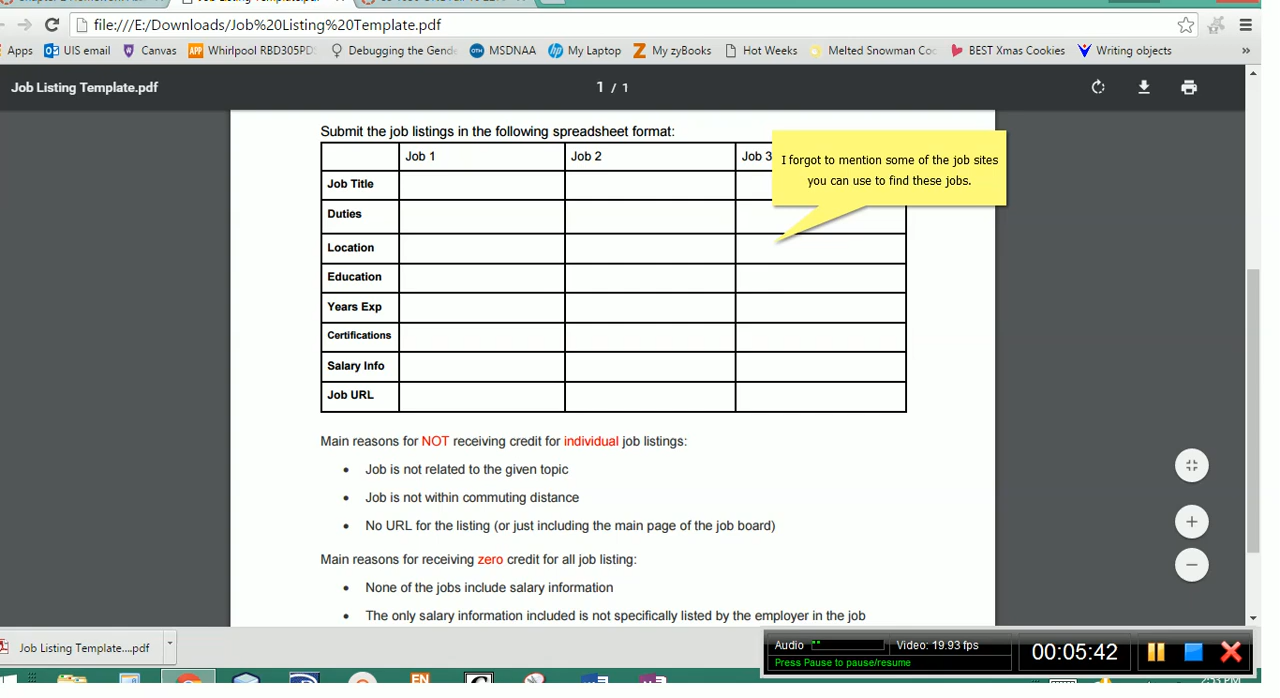 file:///E:/Downloads/Job%20Listing%20Template.pdf
Apps UIS email Canvas Whirlpool RBD305PD Debugging the Gende MSDNAA My Laptop My zyBooks Hot Weeks Melted Snowman Coo BEST Xmas Cookies Writing objects »
Job Listing Template.pdf 1 / 1
Submit the job listings in the following spreadsheet format:
Job 1 Job 2 Job 3
I forgot to mention some of the job sites
you can use to find these jobs.
Job Title
Duties
Location
Education
Years Exp
Certifications
Salary Info
Job URL
Main reasons for NOT receiving credit for individual job listings:
• Job is not related to the given topic
• Job is not within commuting distance
• No URL for the listing (or just including the main page of the job board)
Main reasons for receiving zero credit for all job listing:
• None of the jobs include salary information
• The only salary information included is not specifically listed by the employer in the job
Job Listing Template....pdf
Audio Video: 19.93 fps 00:05:42
Press Pause to pause/resume
EN
2:53 PM